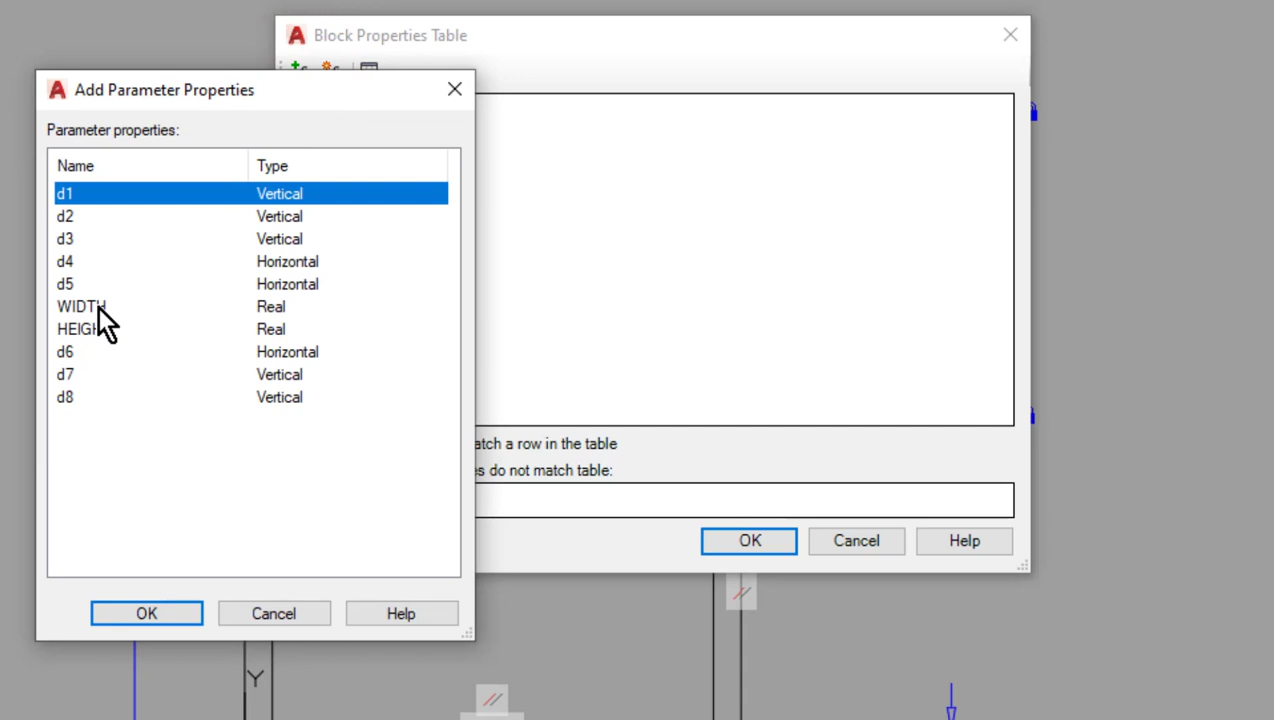 Block Properties Table
Add Parameter Properties
Parameter properties:
Name Type
d1 Vertical
d2 Vertical
d3 Vertical
d4 Horizontal
d5 Horizontal
WIDTH Real
Real
d6 Horizontal
d7 Vertical
d8 Vertical
a row in the table
do not match table:
OK Cancel Help
OK Cancel Help
Y